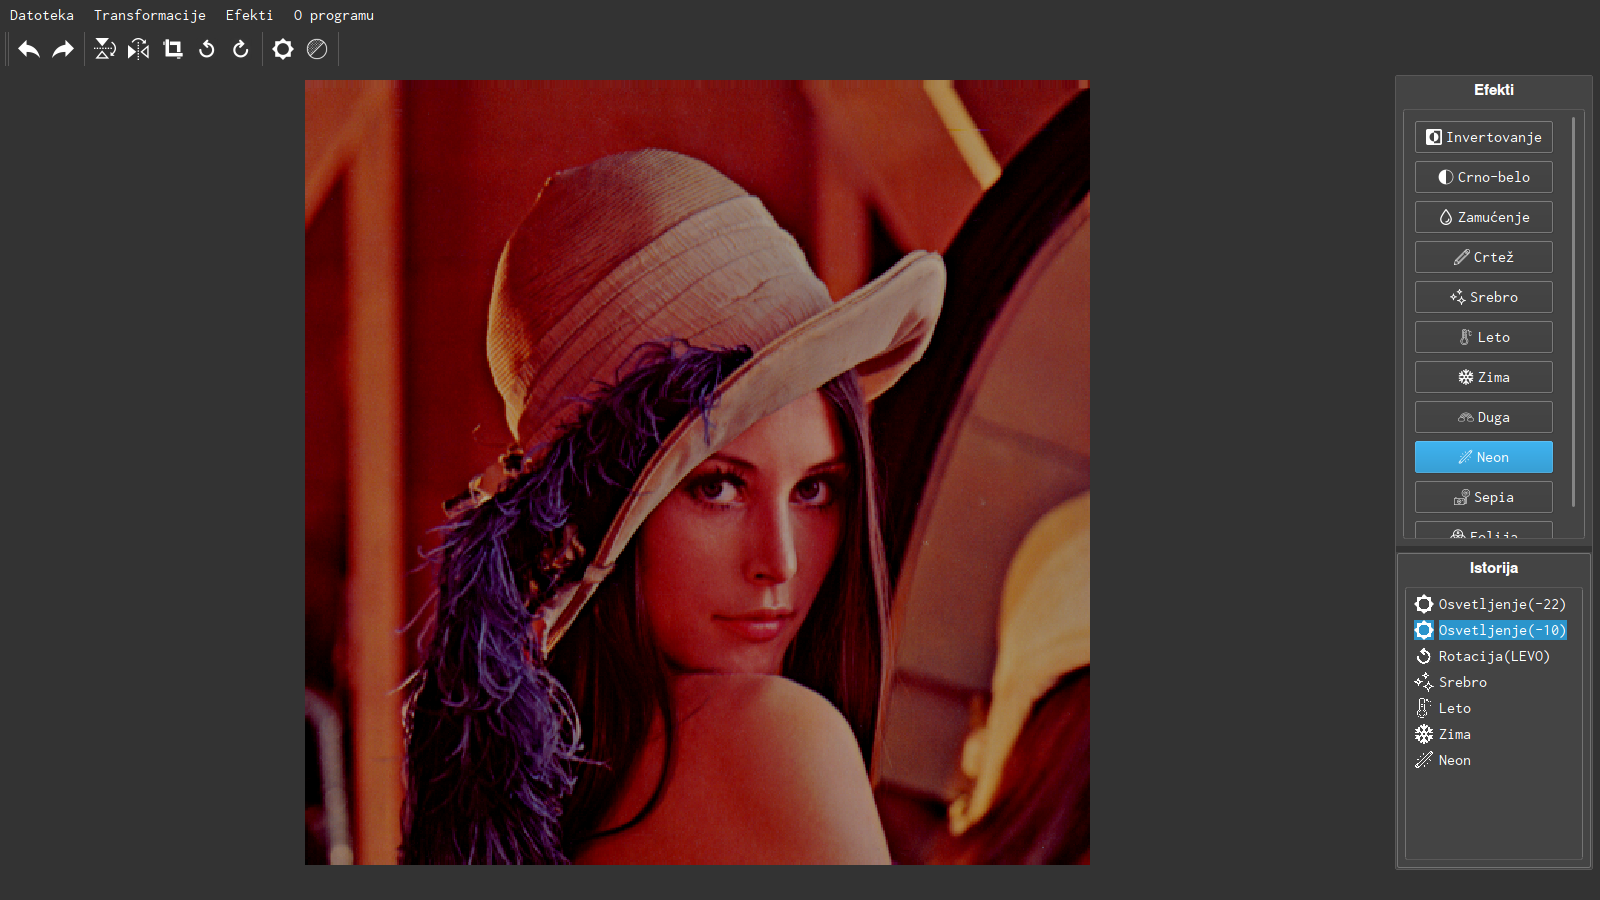 Datoteka Transformacije Efekti O programu
Efekti
Invertovanje
Crno-belo
Zamućenje
Crtež
Srebro
Leto
Zima
Duga
Neon
Sepia
Folija
Istorija
Osvetljenje(-22)
Osvetljenje(-10)
Rotacija(LEVO)
Srebro
Leto
Zima
Neon